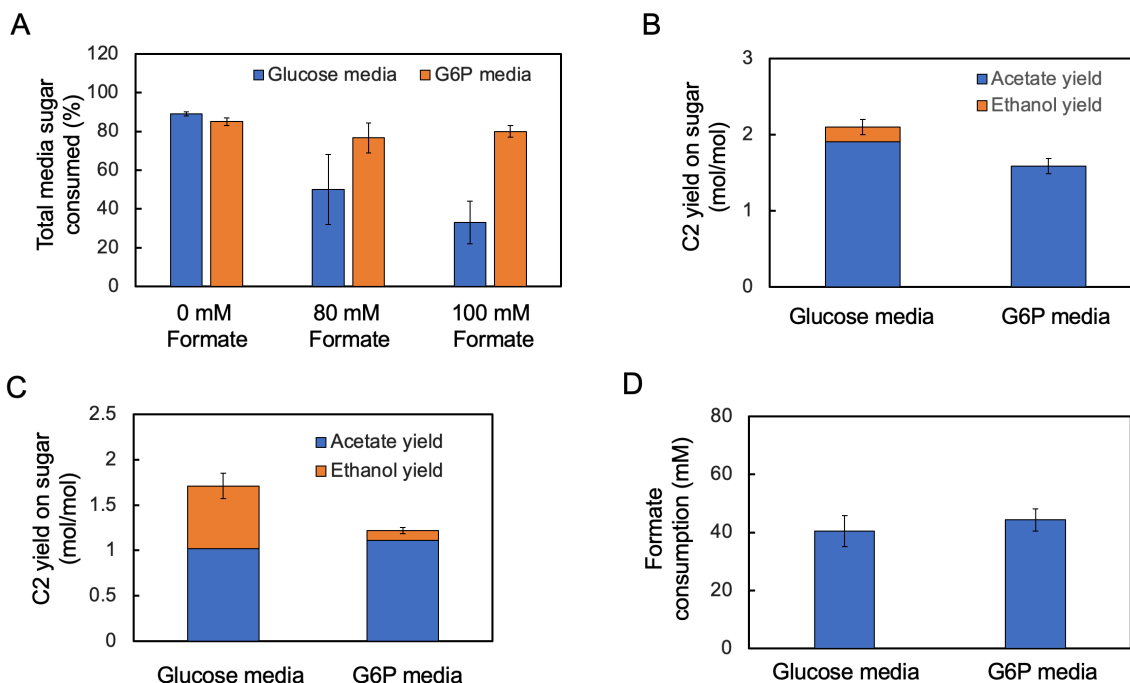 A
Total media sugar
consumed (%)
120
100
80
60
40
20
0
Glucose media
G6P media
0 mM
Formate
80 mM
Formate
100 mM
Formate
B
C2 yield on sugar
(mol/mol)
3
2
1
0
Acetate yield
Ethanol yield
Glucose media
G6P media
C
C2 yield on sugar
(mol/mol)
2.5
2
1.5
1
0.5
0
Acetate yield
Ethanol yield
Glucose media
G6P media
D
Formate
consumption (mM)
80
60
40
20
0
Glucose media
G6P media